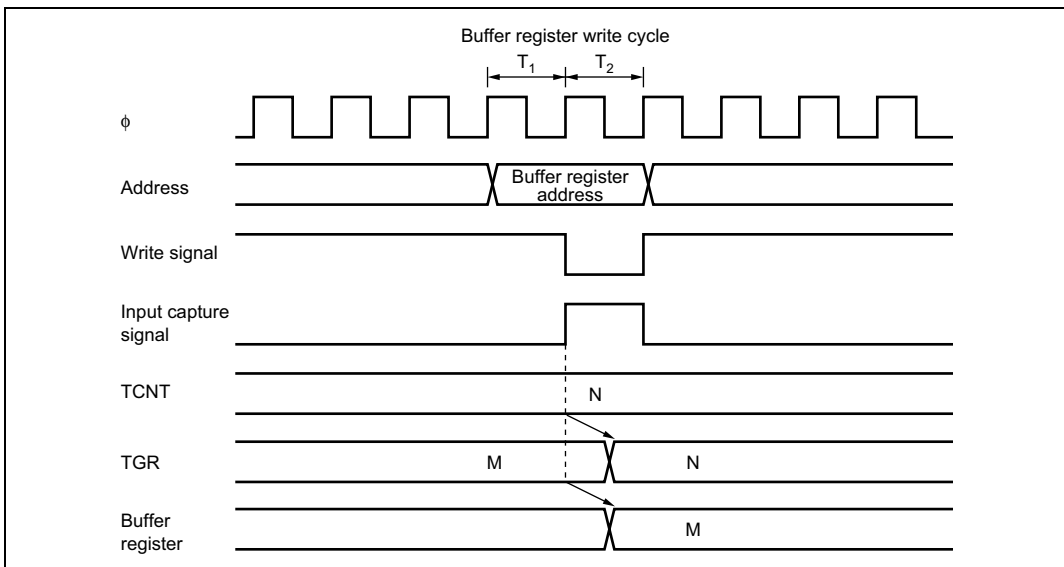 Buffer register write cycle
T1 T2
ϕ
Address
Buffer register
address
Write signal
Input capture
signal
TCNT
N
TGR
M N
Buffer
register
M